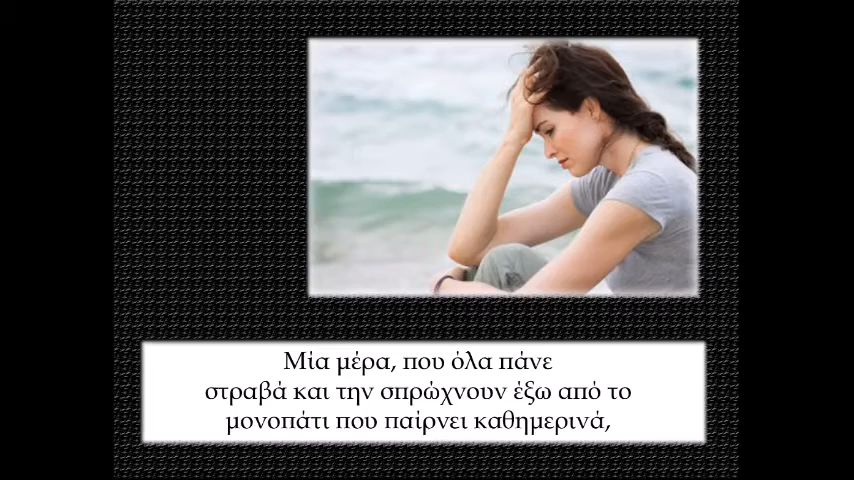 Μία μέρα, που όλα πάνε
στραβά και την σπρώχνουν έξω από το
μονοπάτι που παίρνει καθημερινά,